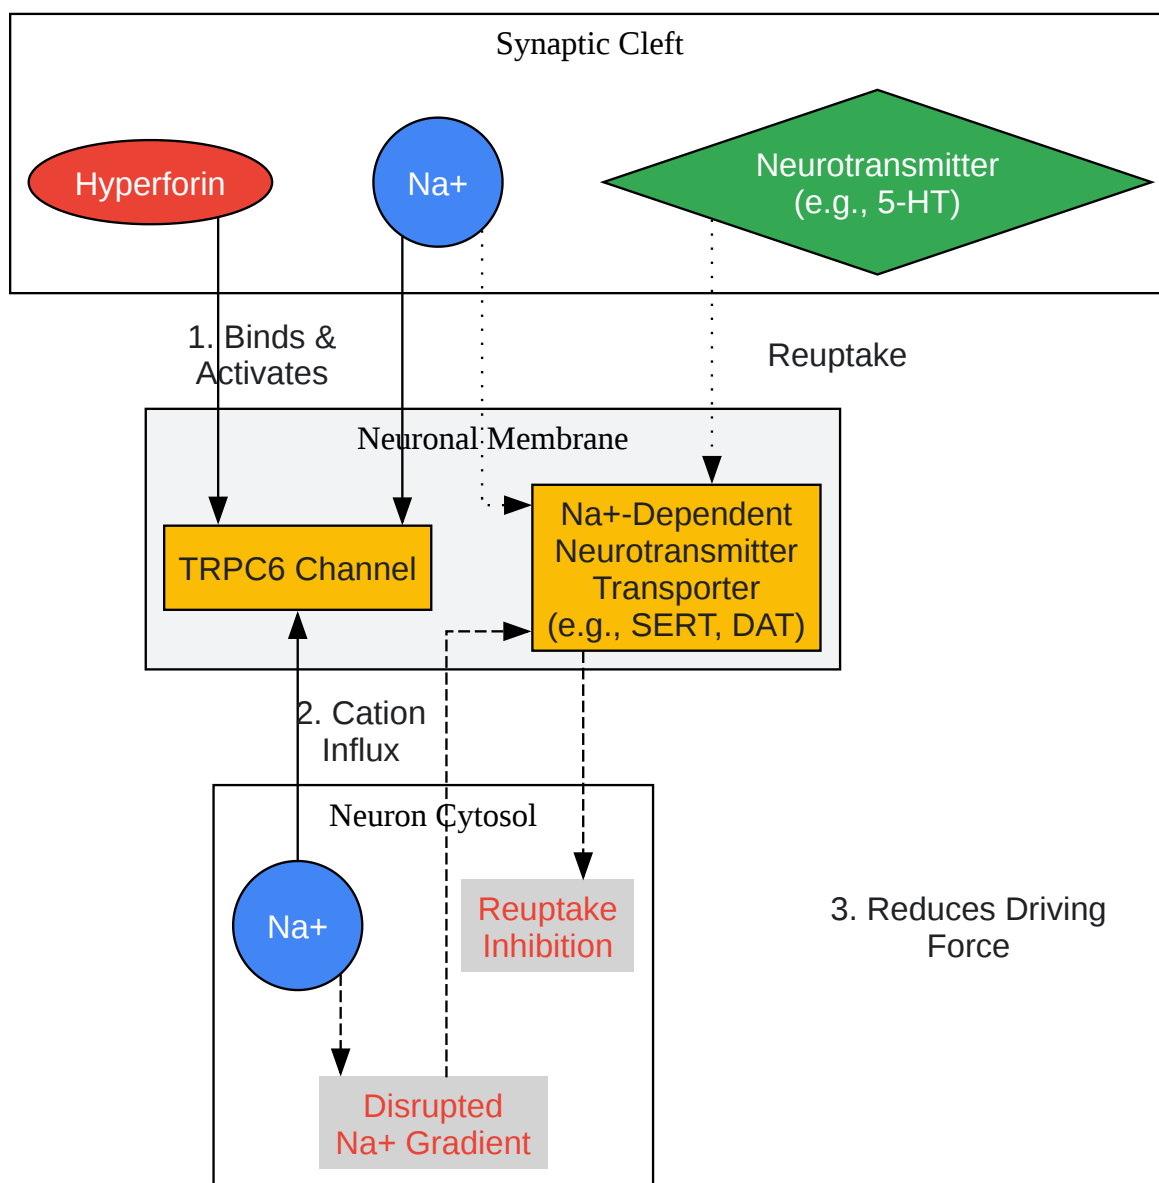 Synaptic Cleft
Hyperforin
Na+
Neurotransmitter
(e.g., 5-HT)
1. Binds &
Activates
Reuptake
Neuronal Membrane
TRPC6 Channel
Na+-Dependent
Neurotransmitter
Transporter
(e.g., SERT, DAT)
2. Cation
Influx
Neuron Cytosol
Na+
Reuptake
Inhibition
3. Reduces Driving
Force
Disrupted
Na+ Gradient